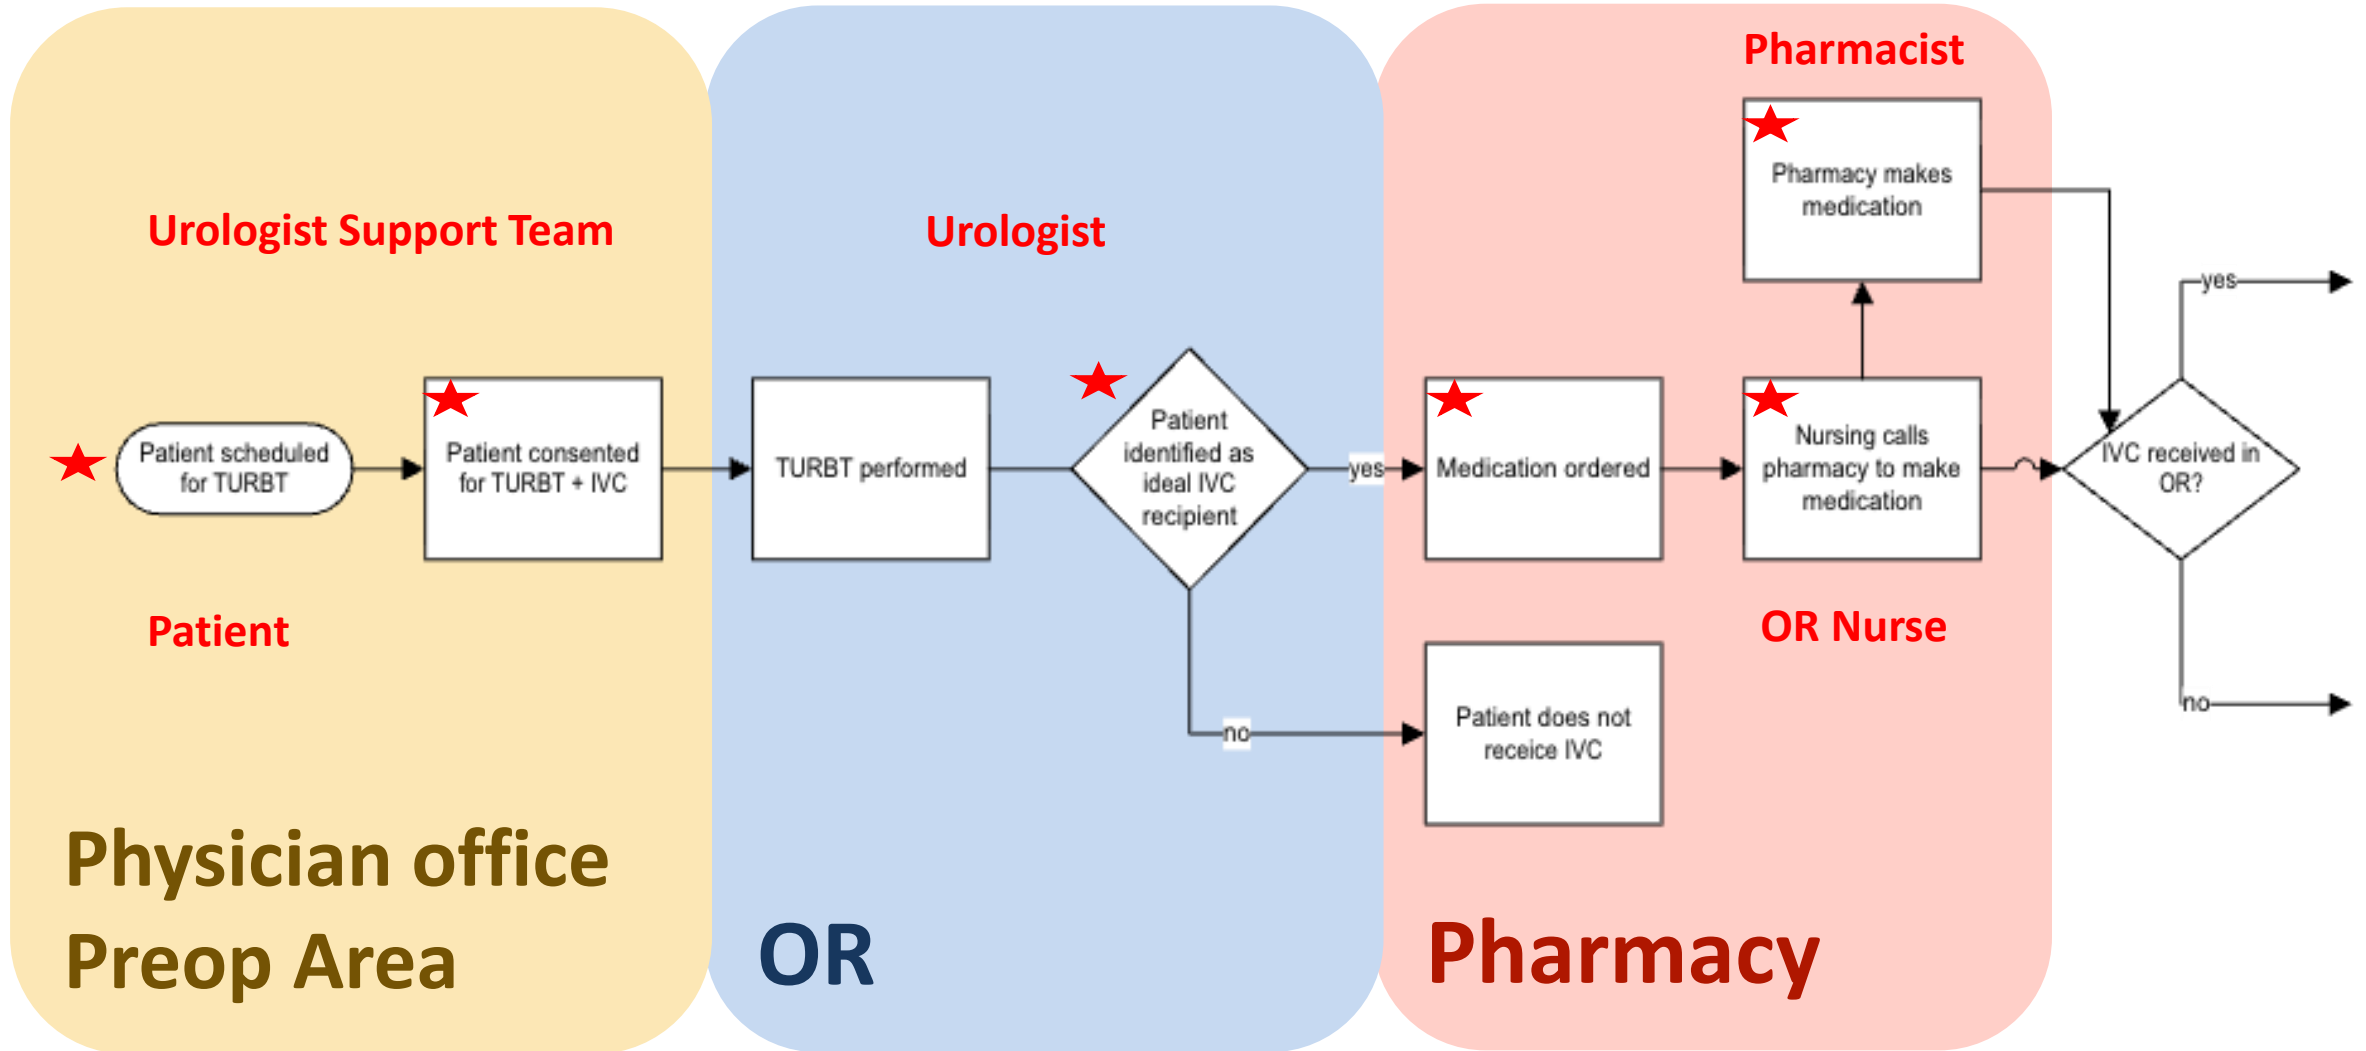 Pharmacist
Pharmacy makes
medication
Urologist Support Team
Urologist
yes
Patient scheduled
for TURBT
Patient consented
for TURBT + IVC
TURBT performed
Patient
identified as
ideal IVC
recipient
yes
Medication ordered
Nursing calls
pharmacy to make
medication
IVC received in
OR?
Patient
OR Nurse
no
no
Patient does not
receice IVC
Physician office
Preop Area
OR
Pharmacy